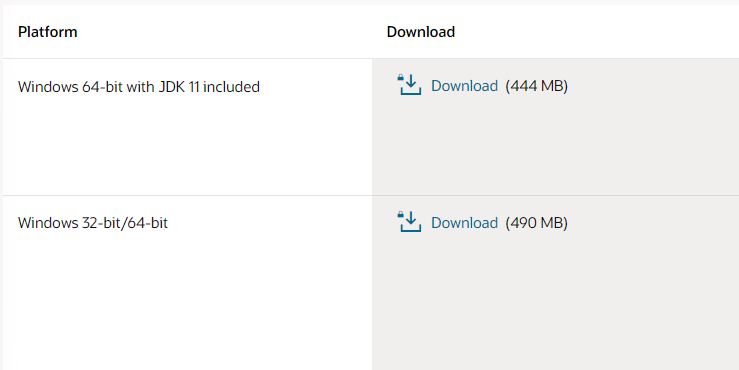 Platform Download
Windows 64-bit with JDK 11 included Download (444 MB)
Windows 32-bit/64-bit Download (490 MB)